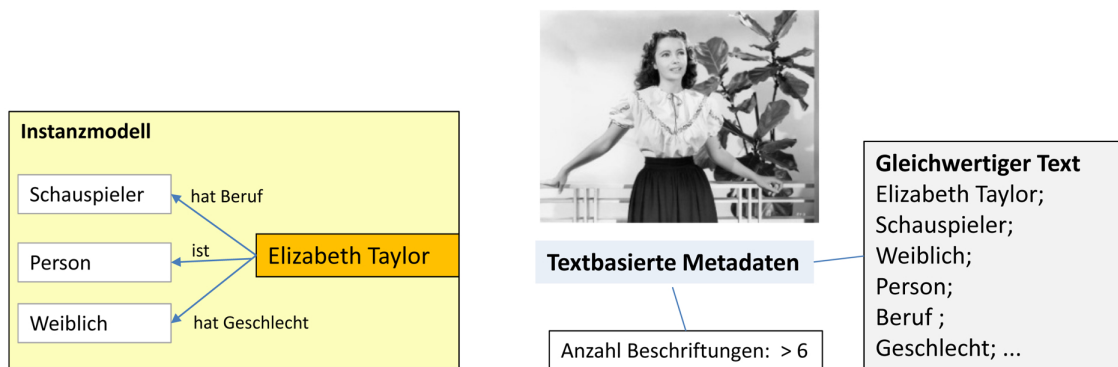 Instanzmodell
Schauspieler
hat Beruf
Person
ist
Elizabeth Taylor
Weiblich
hat Geschlecht
Textbasierte Metadaten
Anzahl Beschriftungen: > 6
Gleichwertiger Text
Elizabeth Taylor;
Schauspieler;
Weiblich;
Person;
Beruf ;
Geschlecht; ...